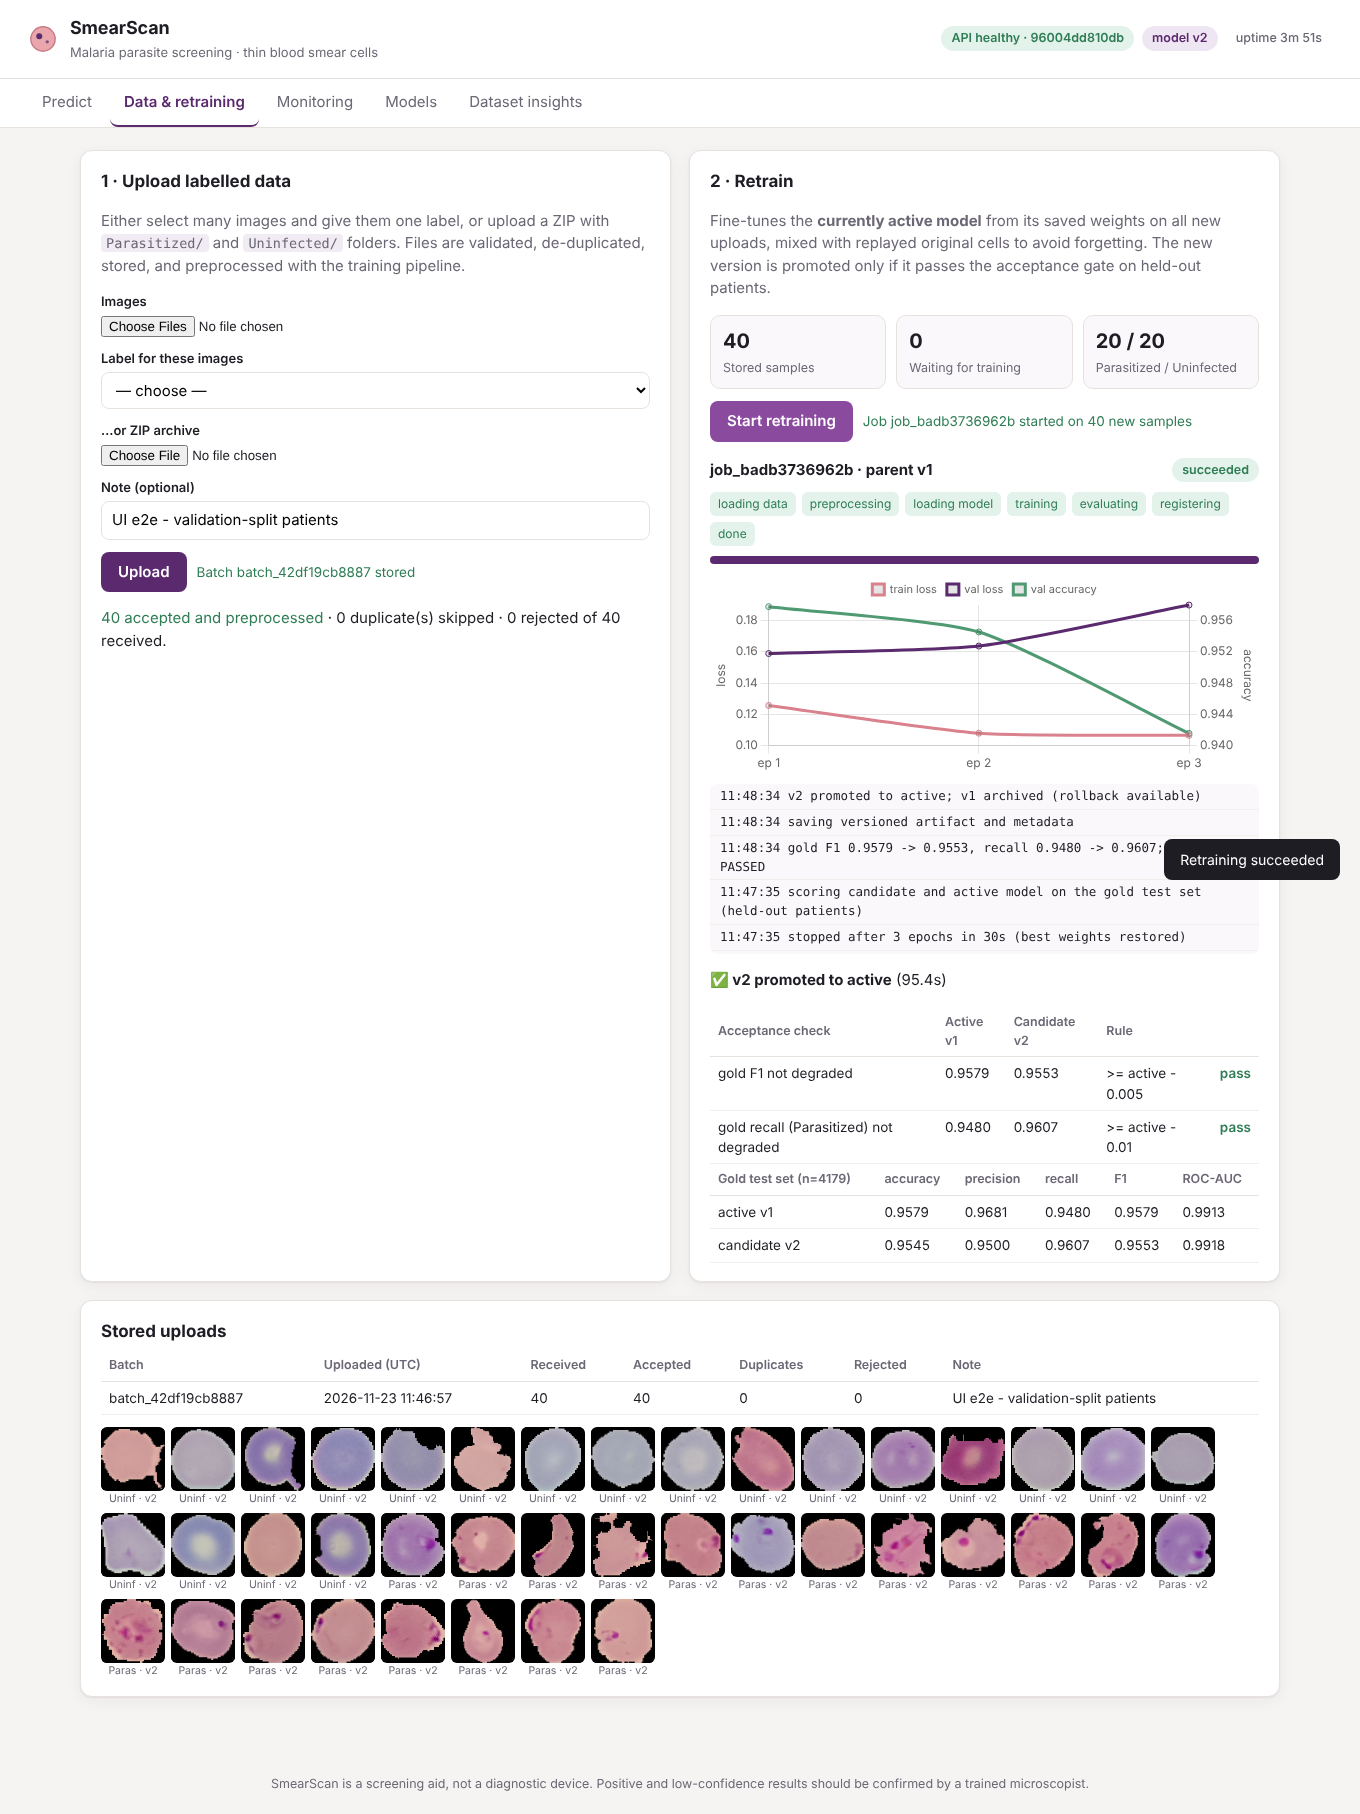 SmearScan
Malaria parasite screening · thin blood smear cells
API healthy · 96004dd810db
model v2
uptime 3m 51s
Predict
Data & retraining
Monitoring
Models
Dataset insights
1 · Upload labelled data
Either select many images and give them one label, or upload a ZIP with
Parasitized/ and Uninfected/ folders. Files are validated, de-duplicated,
stored, and preprocessed with the training pipeline.
Images
Choose Files No file chosen
Label for these images
— choose —
…or ZIP archive
Choose File No file chosen
Note (optional)
UI e2e - validation-split patients
Upload
Batch batch_42df19cb8887 stored
40 accepted and preprocessed · 0 duplicate(s) skipped · 0 rejected of 40
received.
2 · Retrain
Fine-tunes the currently active model from its saved weights on all new
uploads, mixed with replayed original cells to avoid forgetting. The new
version is promoted only if it passes the acceptance gate on held-out
patients.
40
Stored samples
0
Waiting for training
20 / 20
Parasitized / Uninfected
Start retraining
Job job_badb3736962b started on 40 new samples
job_badb3736962b · parent v1
succeeded
loading data
preprocessing
loading model
training
evaluating
registering
done
train loss
val loss
val accuracy
0.18
0.16
0.14
0.12
0.10
loss
0.956
0.952
0.948
0.944
0.940
accuracy
ep 1
ep 2
ep 3
11:48:34 v2 promoted to active; v1 archived (rollback available)
11:48:34 saving versioned artifact and metadata
11:48:34 gold F1 0.9579 -> 0.9553, recall 0.9480 -> 0.9607;
PASSED
Retraining succeeded
11:47:35 scoring candidate and active model on the gold test set
(held-out patients)
11:47:35 stopped after 3 epochs in 30s (best weights restored)
✅ v2 promoted to active (95.4s)
Acceptance check Active v1 Candidate v2 Rule
gold F1 not degraded 0.9579 0.9553 >= active - 0.005 pass
gold recall (Parasitized) not degraded 0.9480 0.9607 >= active - 0.01 pass
Gold test set (n=4179) accuracy precision recall F1 ROC-AUC
active v1 0.9579 0.9681 0.9480 0.9579 0.9913
candidate v2 0.9545 0.9500 0.9607 0.9553 0.9918
Stored uploads
Batch Uploaded (UTC) Received Accepted Duplicates Rejected Note
batch_42df19cb8887 2026-11-23 11:46:57 40 40 0 0 UI e2e - validation-split patients
Uninf · v2 Uninf · v2 Uninf · v2 Uninf · v2 Uninf · v2 Uninf · v2 Uninf · v2 Uninf · v2 Uninf · v2 Uninf · v2 Uninf · v2 Uninf · v2 Uninf · v2 Uninf · v2 Uninf · v2 Uninf · v2
Uninf · v2 Uninf · v2 Uninf · v2 Uninf · v2 Paras · v2 Paras · v2 Paras · v2 Paras · v2 Paras · v2 Paras · v2 Paras · v2 Paras · v2 Paras · v2 Paras · v2 Paras · v2 Paras · v2
Paras · v2 Paras · v2 Paras · v2 Paras · v2 Paras · v2 Paras · v2 Paras · v2 Paras · v2
SmearScan is a screening aid, not a diagnostic device. Positive and low-confidence results should be confirmed by a trained microscopist.